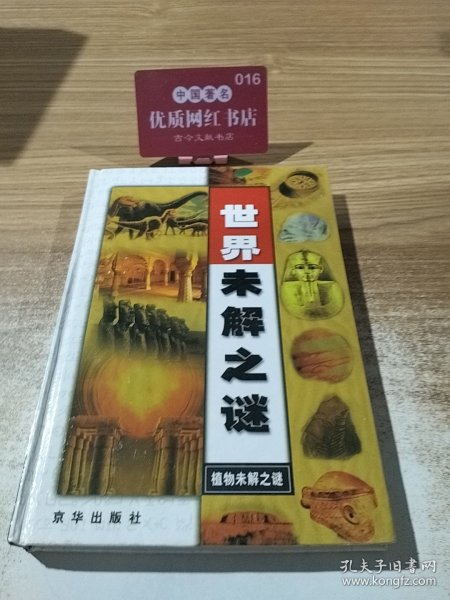 016
中国著名
优质网红书店
古今文献书店
世界未解之谜
植物未解之谜
京华出版社
孔夫子旧书网
www.kongfz.com